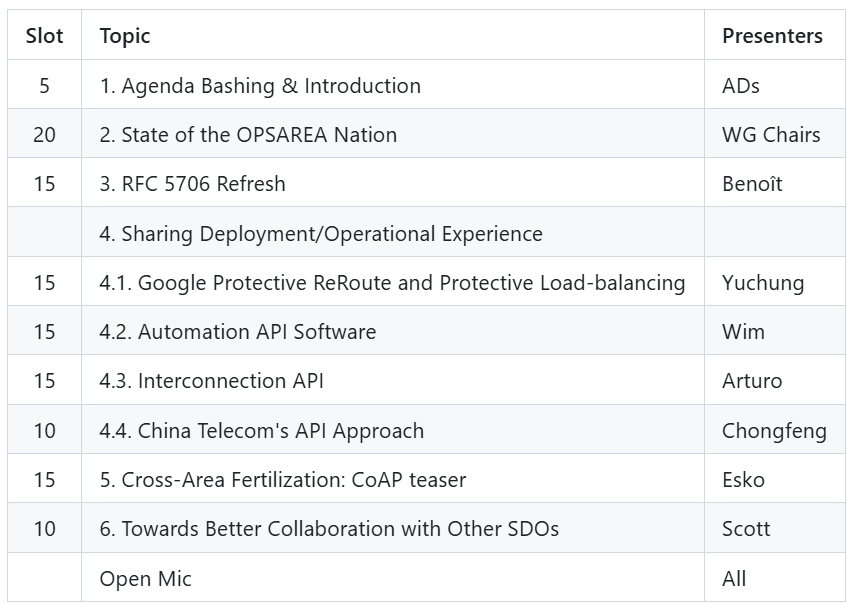 Slot Topic Presenters
5 1. Agenda Bashing & Introduction ADs
20 2. State of the OPSAREA Nation WG Chairs
15 3. RFC 5706 Refresh Benoît
4. Sharing Deployment/Operational Experience
15 4.1. Google Protective ReRoute and Protective Load-balancing Yuchung
15 4.2. Automation API Software Wim
15 4.3. Interconnection API Arturo
10 4.4. China Telecom's API Approach Chongfeng
15 5. Cross-Area Fertilization: CoAP teaser Esko
10 6. Towards Better Collaboration with Other SDOs Scott
Open Mic All